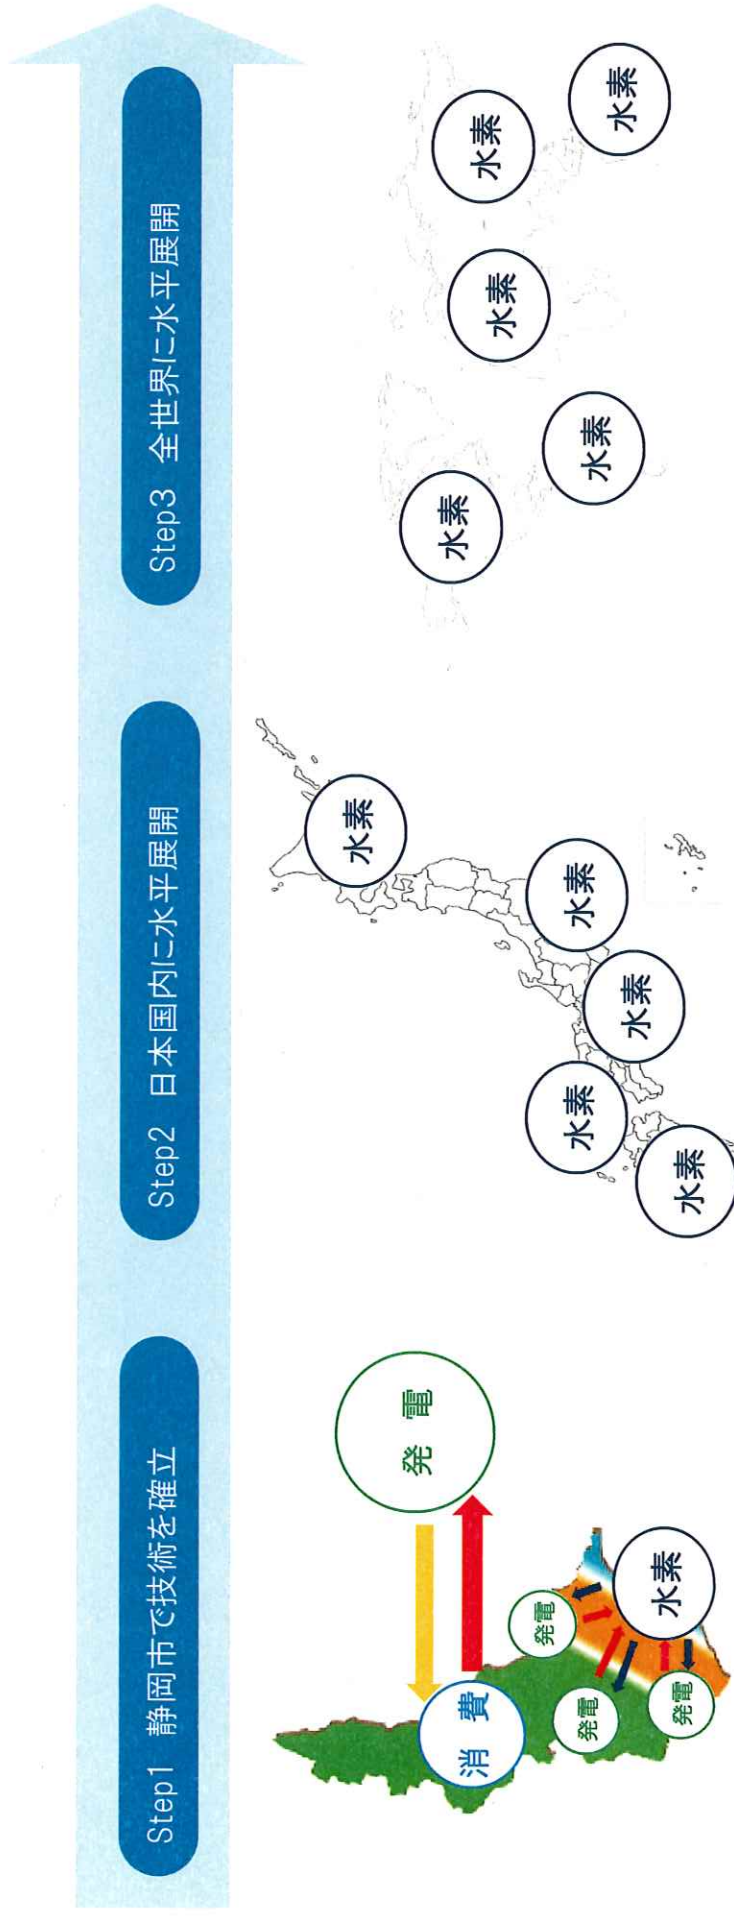 Step1 静岡市で技術を確立
Step2 日本国内に水平展開
Step3 全世界に水平展開
発 電
消 費
発電
発電
発電
水素
水素
水素
水素
水素
水素
水素
水素
水素
水素
水素